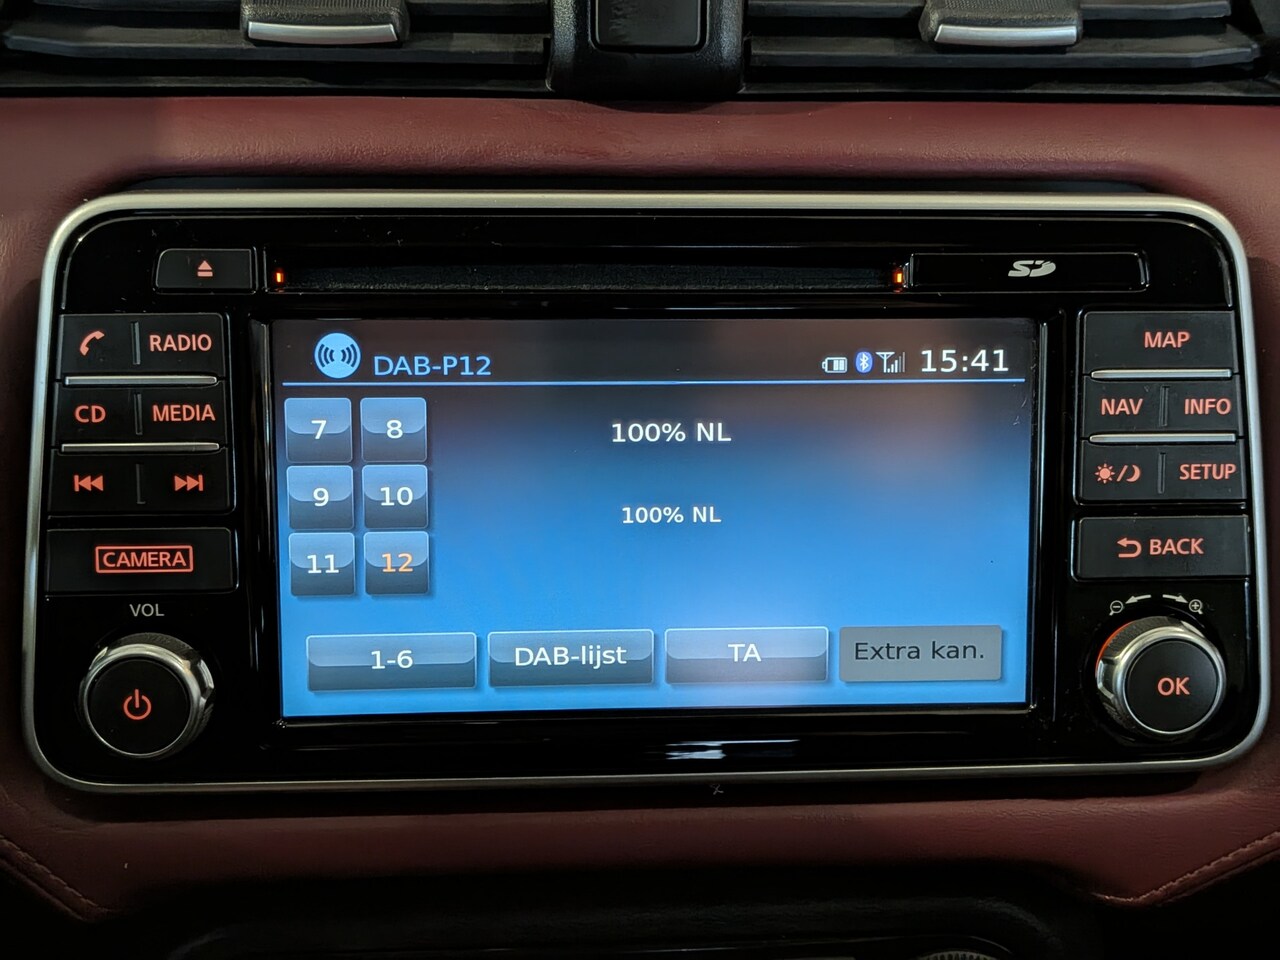 SD
RADIO
CD MEDIA
CAMERA
VOL
DAB-P12 15:41
7 8 100% NL
9 10 100% NL
11 12
1-6 DAB-lijst TA Extra kan.
MAP
NAV INFO
SETUP
BACK
OK